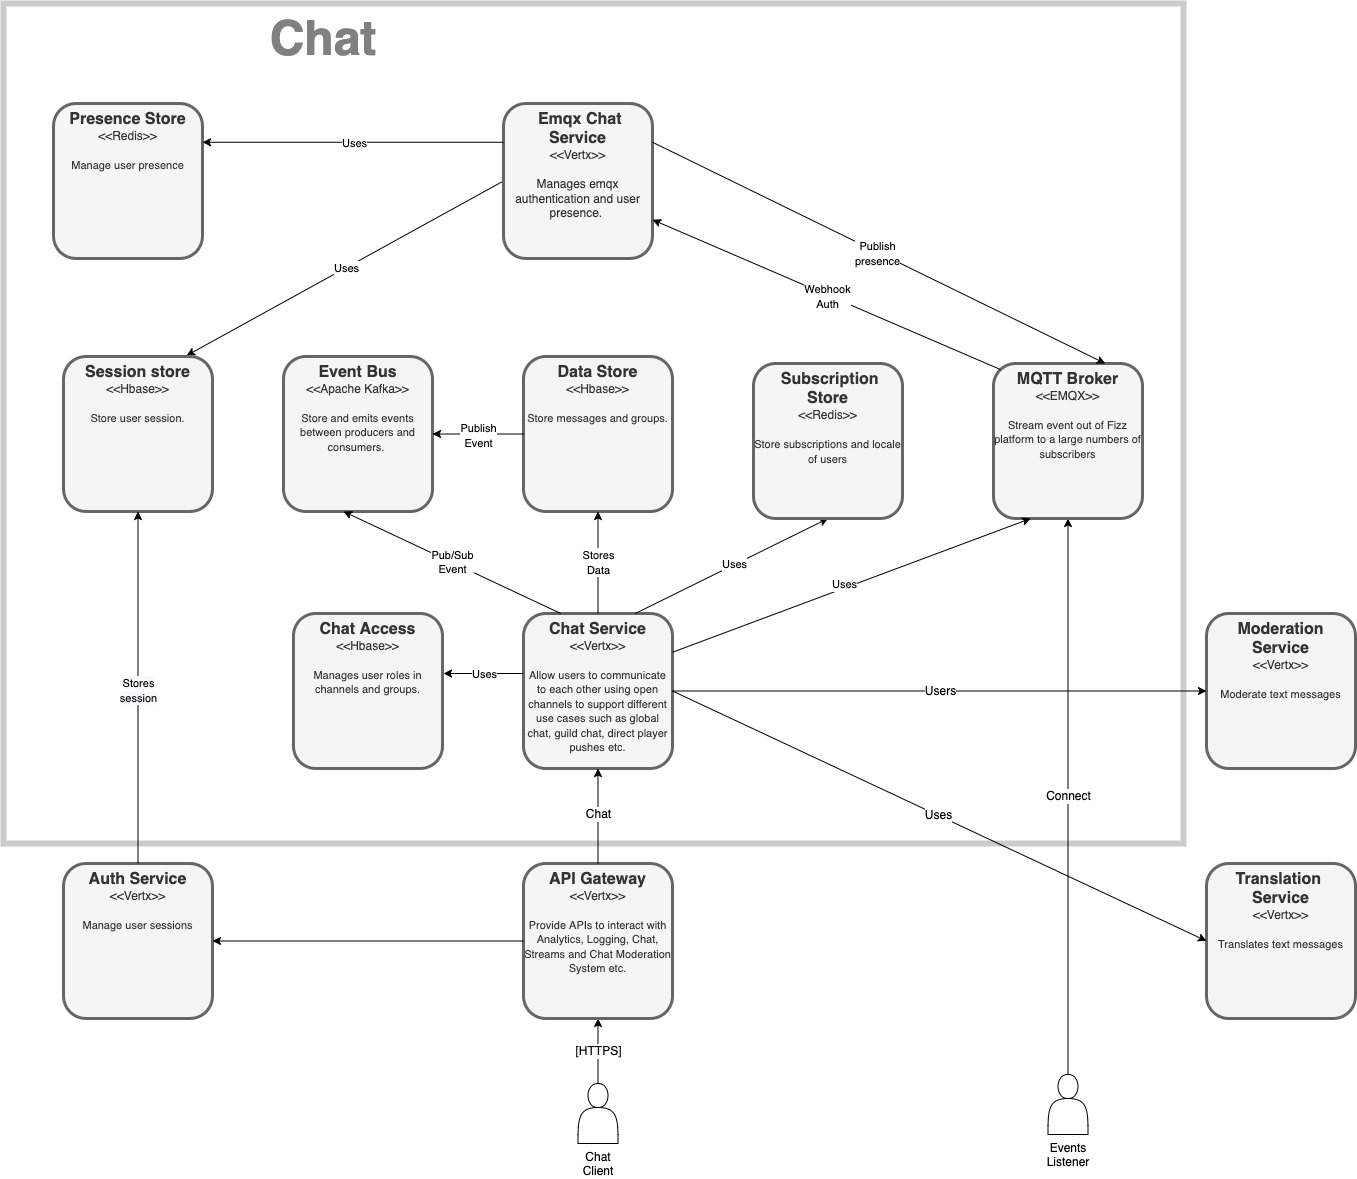 Chat
Presence Store
<<Redis>>
Manage user presence
Uses
Emqx Chat
Service
<<Vertx>>
Manages emqx
authentication and user
presence.
Publish
presence
Uses
Webhook
Auth
Session store
<<Hbase>>
Store user session.
Event Bus
<<Apache Kafka>>
Store and emits events
between producers and
consumers.
Publish
Event
Data Store
<<Hbase>>
Store messages and groups.
Subscription
Store
<<Redis>>
Store subscriptions and locale
of users
MQTT Broker
<<EMQX>>
Stream event out of Fizz
platform to a large numbers of
subscribers
Pub/Sub
Event
Stores
Data
Uses
Uses
Chat Access
<<Hbase>>
Manages user roles in
channels and groups.
Uses
Chat Service
<<Vertx>>
Allow users to communicate
to each other using open
channels to support different
use cases such as global
chat, guild chat, direct player
pushes etc.
Users
Moderation
Service
<<Vertx>>
Moderate text messages
Stores
session
Connect
Chat
Uses
Auth Service
<<Vertx>>
Manage user sessions
API Gateway
<<Vertx>>
Provide APIs to interact with
Analytics, Logging, Chat,
Streams and Chat Moderation
System etc.
Translation
Service
<<Vertx>>
Translates text messages
[HTTPS]
Chat
Client
Events
Listener